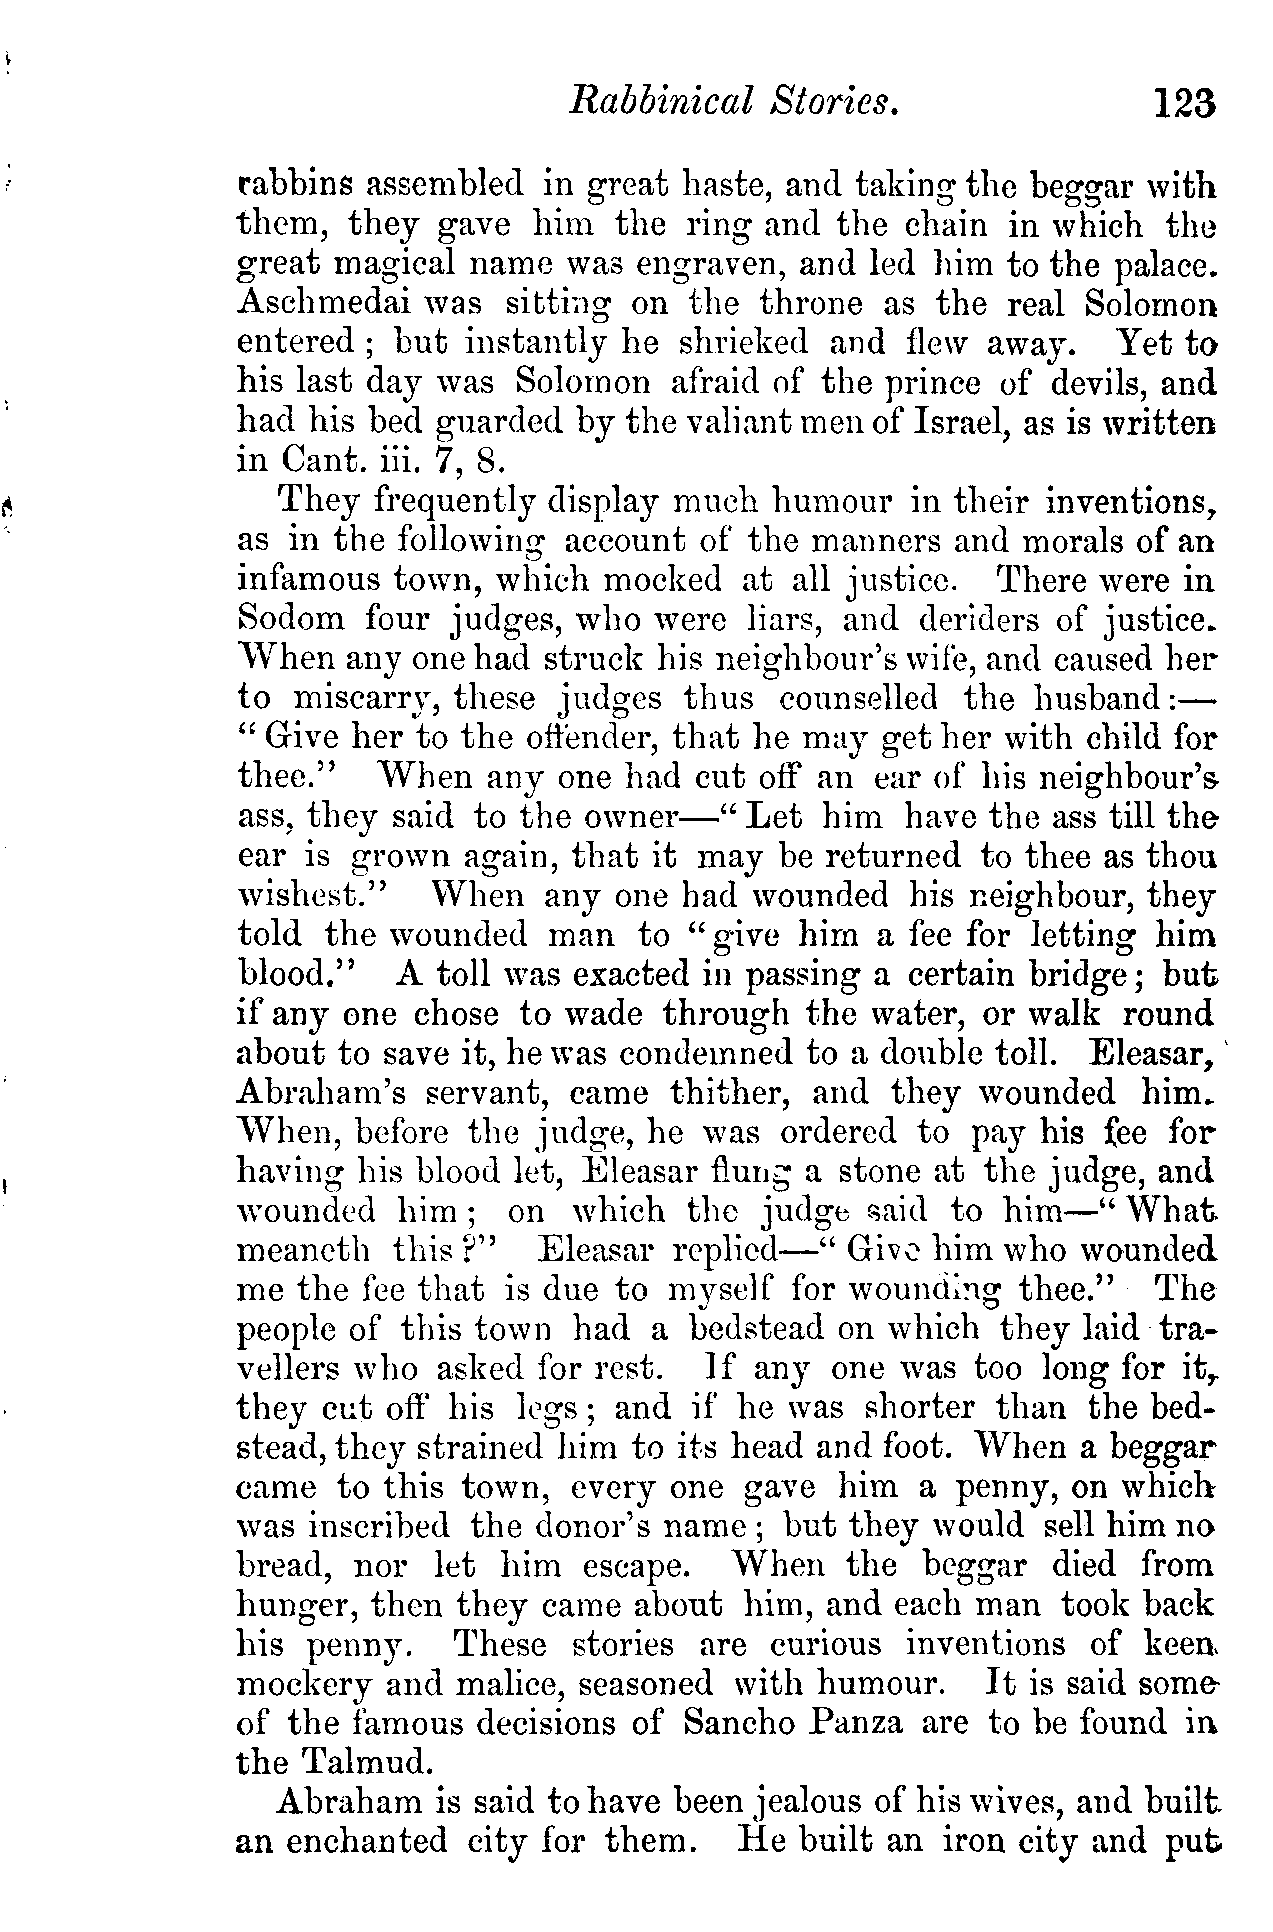 Rabbinical Stories. 123
rabbins assembled in great haste, and taking the beggar with
them, they gave him the ring and the chain in which the
great magical name was engraven, and led him to the palace.
Aschmedai was sitting on the throne as the real Solomon
entered ; but instantly he shrieked and flew away. Yet to
his last day was Solomon afraid of the prince of devils, and
had his bed guarded by the valiant men of Israel, as is written
in Cant. iii. 7, 8.
They frequently display much humour in their inventions,
as in the following account of the manners and morals of an
infamous town, which mocked at all justice. There were in
Sodom four judges, who were liars, and deriders of justice.
When any one had struck his neighbour's wife, and caused her
to miscarry, these judges thus counselled the husband:—
“ Give her to the offender, that he may get her with child for
thee.” When any one had cut off an ear of his neighbour's
ass, they said to the owner—“ Let him have the ass till the
ear is grown again, that it may be returned to thee as thou
wishest.” When any one had wounded his neighbour, they
told the wounded man to “ give him a fee for letting him
blood.” A toll was exacted in passing a certain bridge ; but
if any one chose to wade through the water, or walk round
about to save it, he was condemned to a double toll. Eleasar,
Abraham's servant, came thither, and they wounded him.
When, before the judge, he was ordered to pay his fee for
having his blood let, Eleasar flung a stone at the judge, and
wounded him ; on which the judge said to him—“ What
meaneth this ?” Eleasar replied—“ Give him who wounded
me the fee that is due to myself for wounding thee.” The
people of this town had a bedstead on which they laid tra-
vellers who asked for rest. If any one was too long for it,
they cut off his legs ; and if he was shorter than the bed-
stead, they strained him to its head and foot. When a beggar
came to this town, every one gave him a penny, on which
was inscribed the donor's name ; but they would sell him no
bread, nor let him escape. When the beggar died from
hunger, then they came about him, and each man took back
his penny. These stories are curious inventions of keen
mockery and malice, seasoned with humour. It is said some
of the famous decisions of Sancho Panza are to be found in
the Talmud.
Abraham is said to have been jealous of his wives, and built
an enchanted city for them. He built an iron city and put